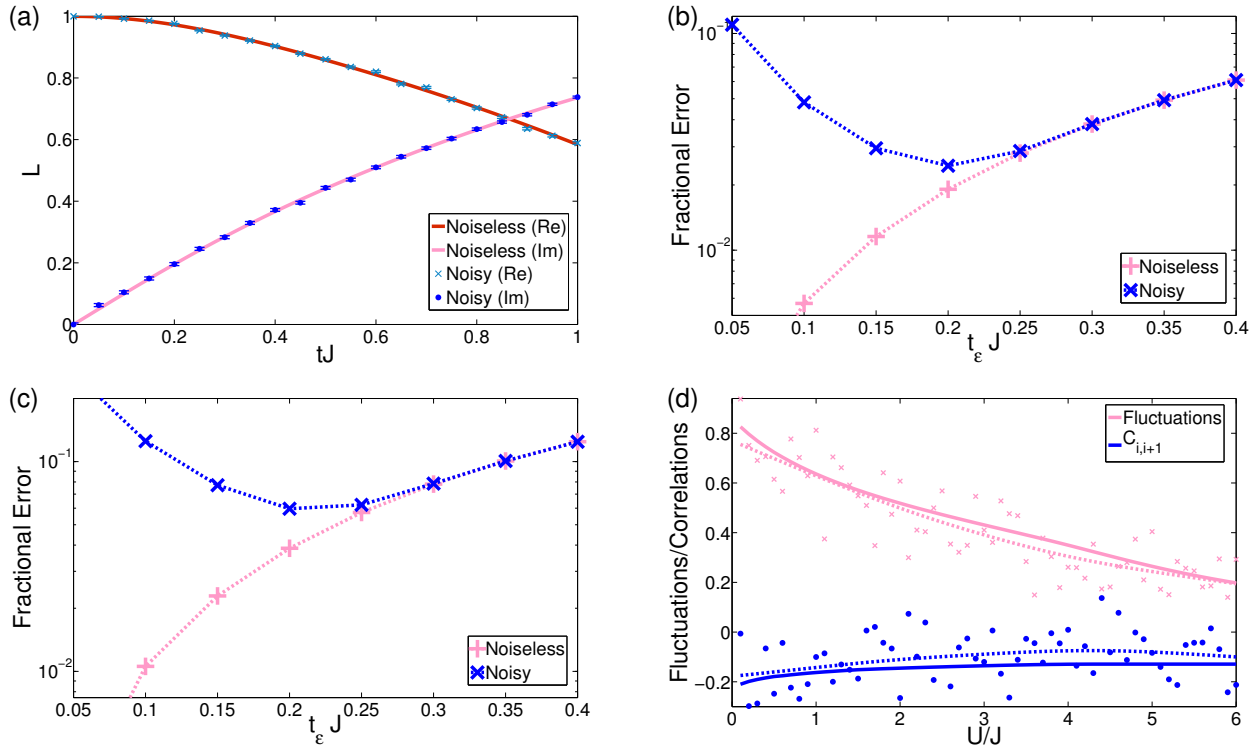 (a)
1
0.8
0.6
0.4
0.2
0
L
0 0.2 0.4 0.6 0.8 1
tJ
Noiseless (Re)
Noiseless (Im)
Noisy (Re)
Noisy (Im)
(b)
10⁻¹
10⁻²
Fractional Error
0.05 0.1 0.15 0.2 0.25 0.3 0.35 0.4
t_ε J
Noiseless
Noisy
(c)
10⁻¹
10⁻²
Fractional Error
0.05 0.1 0.15 0.2 0.25 0.3 0.35 0.4
t_ε J
Noiseless
Noisy
(d)
0.8
0.6
0.4
0.2
0
−0.2
Fluctuations/Correlations
0 1 2 3 4 5 6
U/J
Fluctuations
C_i,i+1